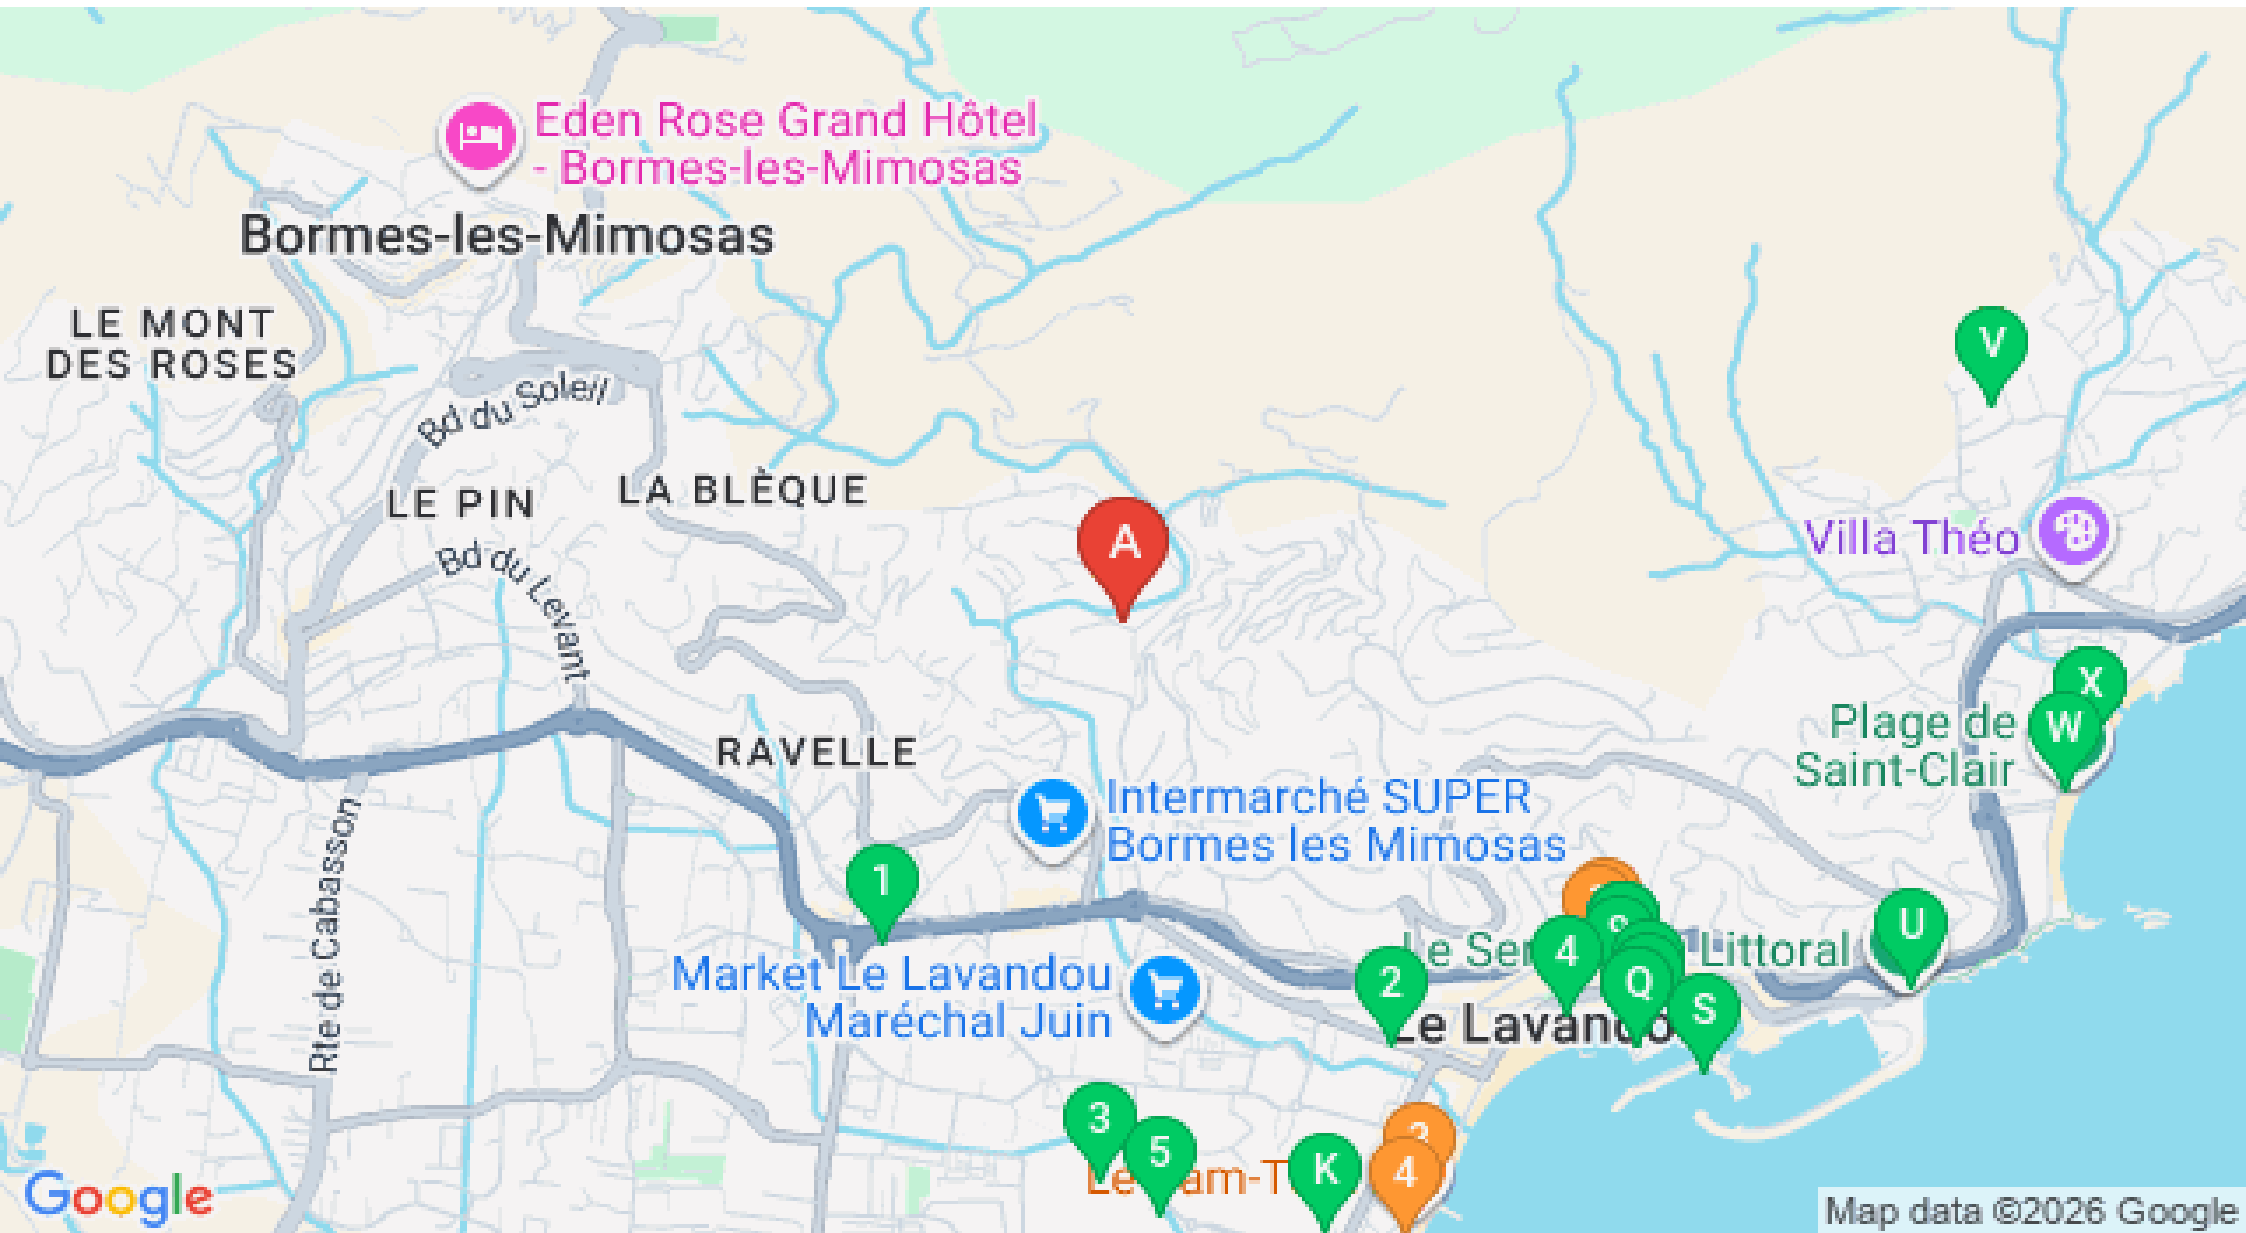 Eden Rose Grand Hôtel
- Bormes-les-Mimosas
Bormes-les-Mimosas
LE MONT
DES ROSES
V
Bd du Soleil
LE PIN
LA BLÈQUE
A
Villa Théo
Bd du Levant
X
W
Plage de
Saint-Clair
RAVELLE
Intermarché SUPER
Bormes les Mimosas
Rte de Cabasson
1
U
4
Littoral
2
Q
S
Market Le Lavandou
Maréchal Juin
Le
3
5
K
4
Google
Map data ©2026 Google